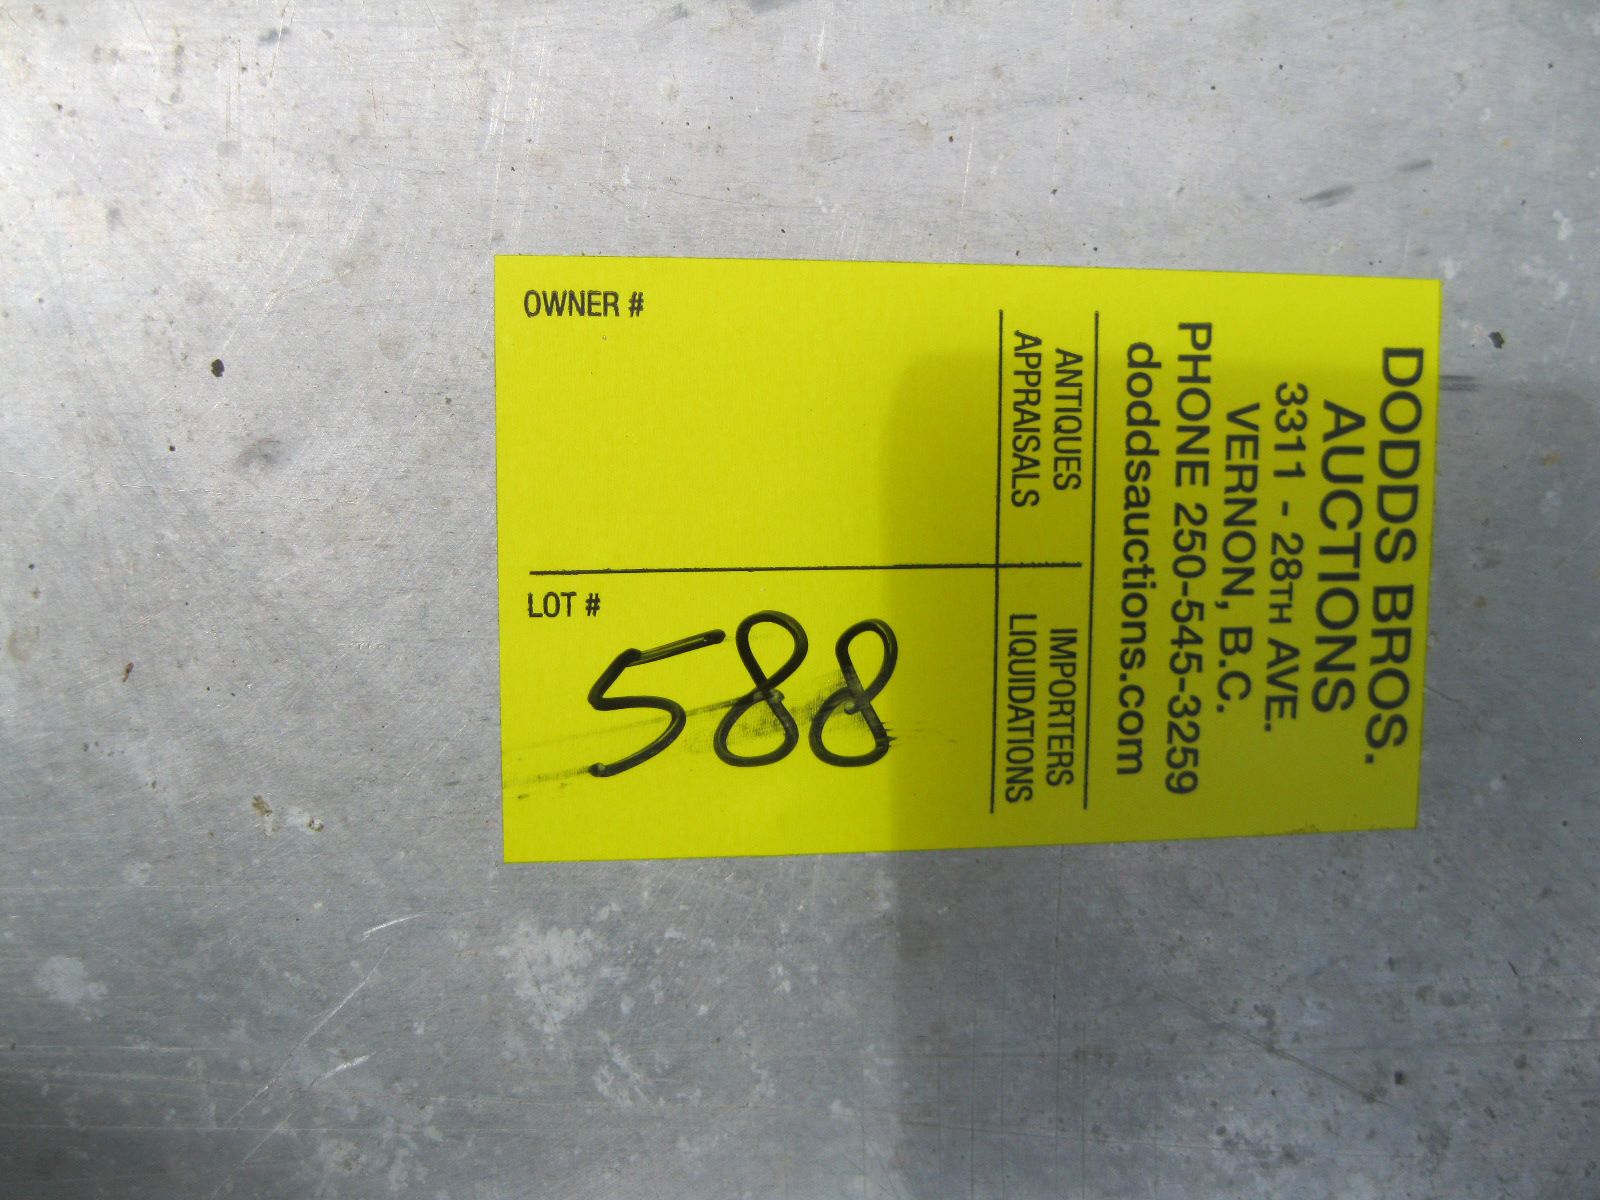 DODDS BROS.
AUCTIONS
3311 - 28TH AVE.
VERNON, B.C.
PHONE 250-545-3259
doddsauctions.com
ANTIQUES
APPRAISALS
IMPORTERS
LIQUIDATIONS
OWNER #
LOT #
588